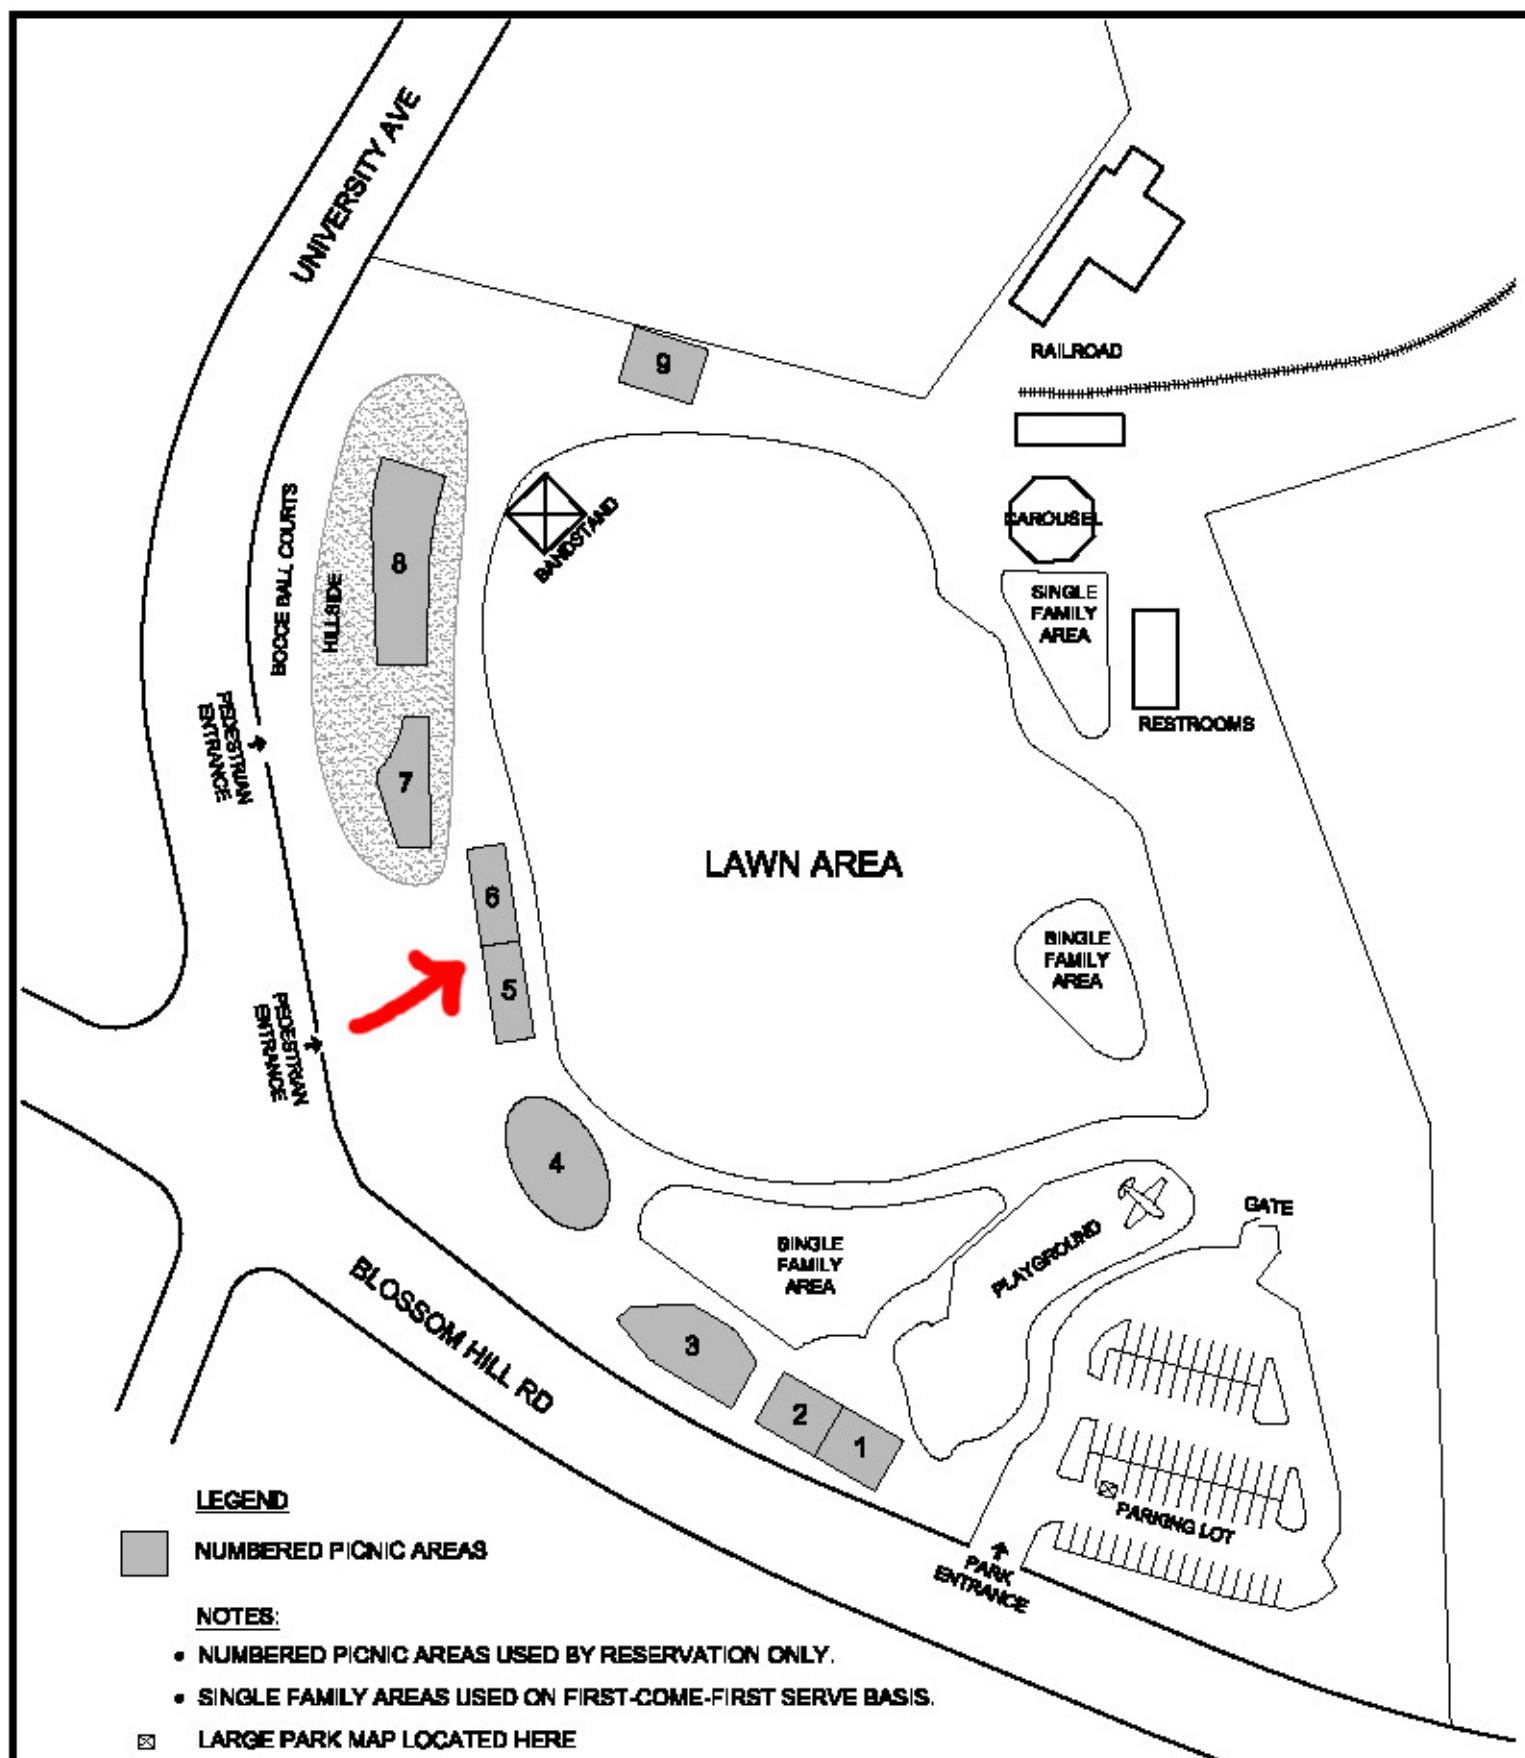 UNIVERSITY AVE
9
RAILROAD
CAROUSEL
BANDSTAND
BOCCE BALL COURTS
HILLSIDE
8
SINGLE
FAMILY
AREA
RESTROOMS
PEDESTRIAN
ENTRANCE
7
LAWN AREA
6
SINGLE
FAMILY
AREA
5
PEDESTRIAN
ENTRANCE
4
GATE
PLAYGROUND
SINGLE
FAMILY
AREA
BLOSSOM HILL RD
3
2
1
PARKING LOT
PARK
ENTRANCE
LEGEND
NUMBERED PICNIC AREAS
NOTES:
• NUMBERED PICNIC AREAS USED BY RESERVATION ONLY.
• SINGLE FAMILY AREAS USED ON FIRST-COME-FIRST SERVE BASIS.
LARGE PARK MAP LOCATED HERE